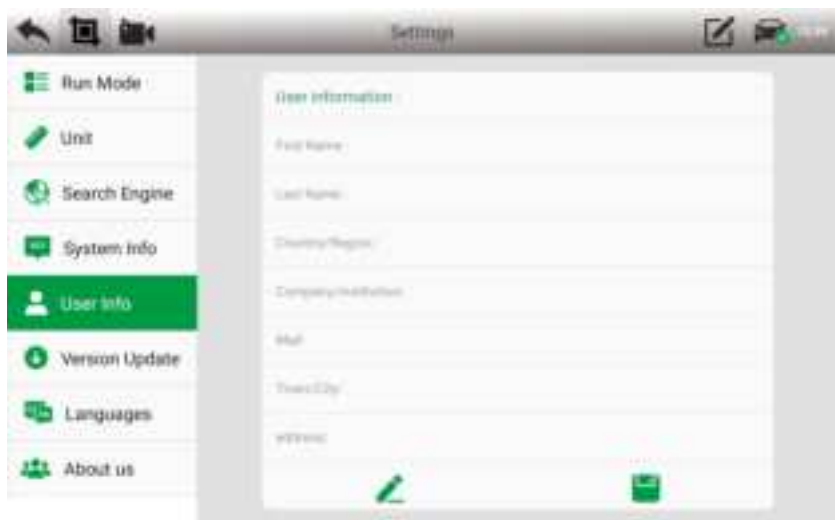 Settings
Run Mode
Unit
Search Engine
System Info
User Info
Version Update
Languages
About us
User Information
First Name
Last Name
Country/Region
Company/Institution
Mail
Town/City
address